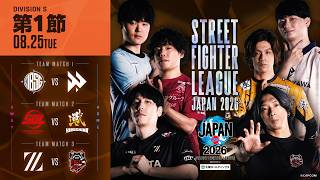 DIVISION S
第1節
08.25TUE
TEAM MATCH 1
VS
TEAM MATCH 2
VS
TEAM MATCH 3
VS
STREET
FIGHTER
LEAGUE
JAPAN 2026
JAPAN
2026
©CAPCOM